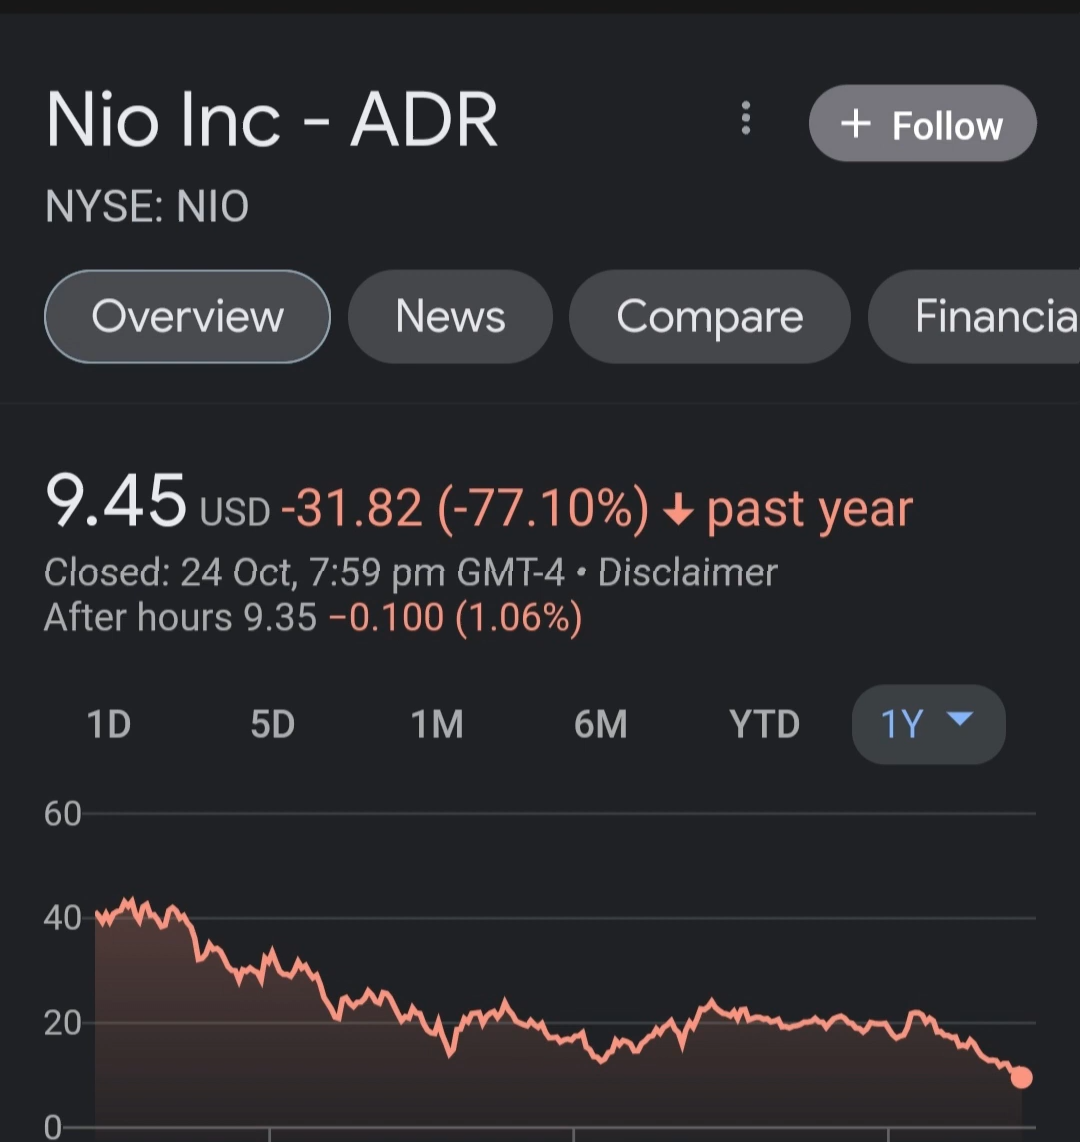 Nio Inc - ADR
+ Follow
NYSE: NIO
Overview
News
Compare
Financia
9.45 USD -31.82 (-77.10%) ↓ past year
Closed: 24 Oct, 7:59 pm GMT-4 • Disclaimer
After hours 9.35 −0.100 (1.06%)
1D
5D
1M
6M
YTD
1Y
60
40
20
0